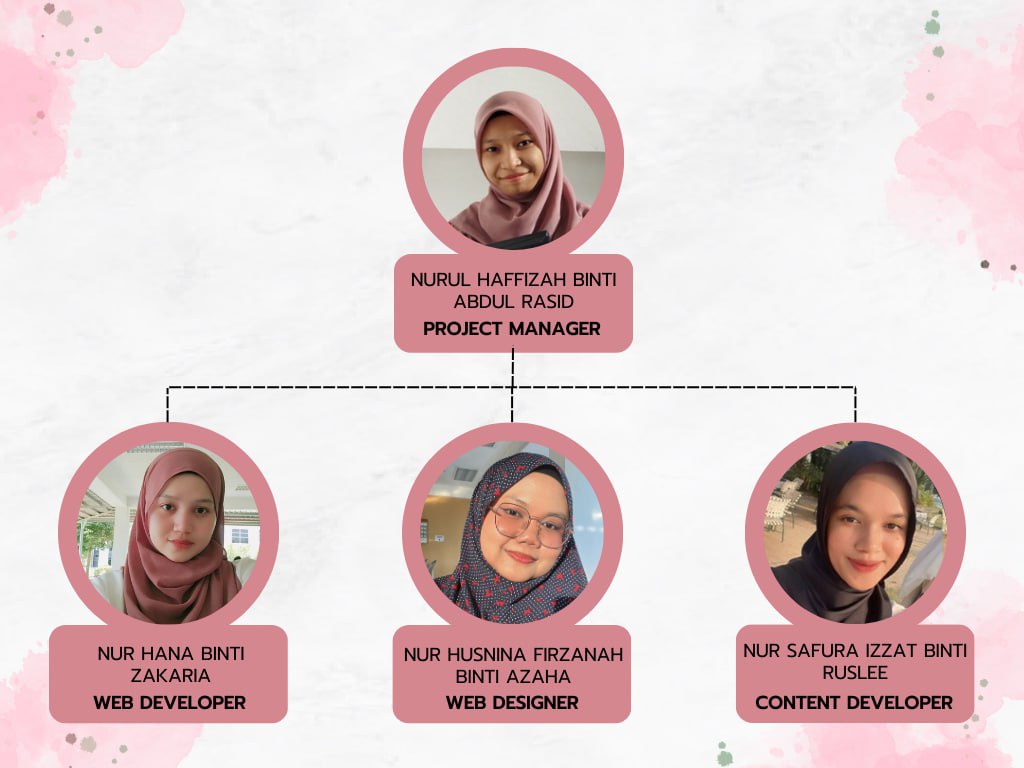 NURUL HAFFIZAH BINTI
ABDUL RASID
PROJECT MANAGER
NUR HANA BINTI
ZAKARIA
WEB DEVELOPER
NUR HUSNINA FIRZANAH
BINTI AZAHA
WEB DESIGNER
NUR SAFURA IZZAT BINTI
RUSLEE
CONTENT DEVELOPER